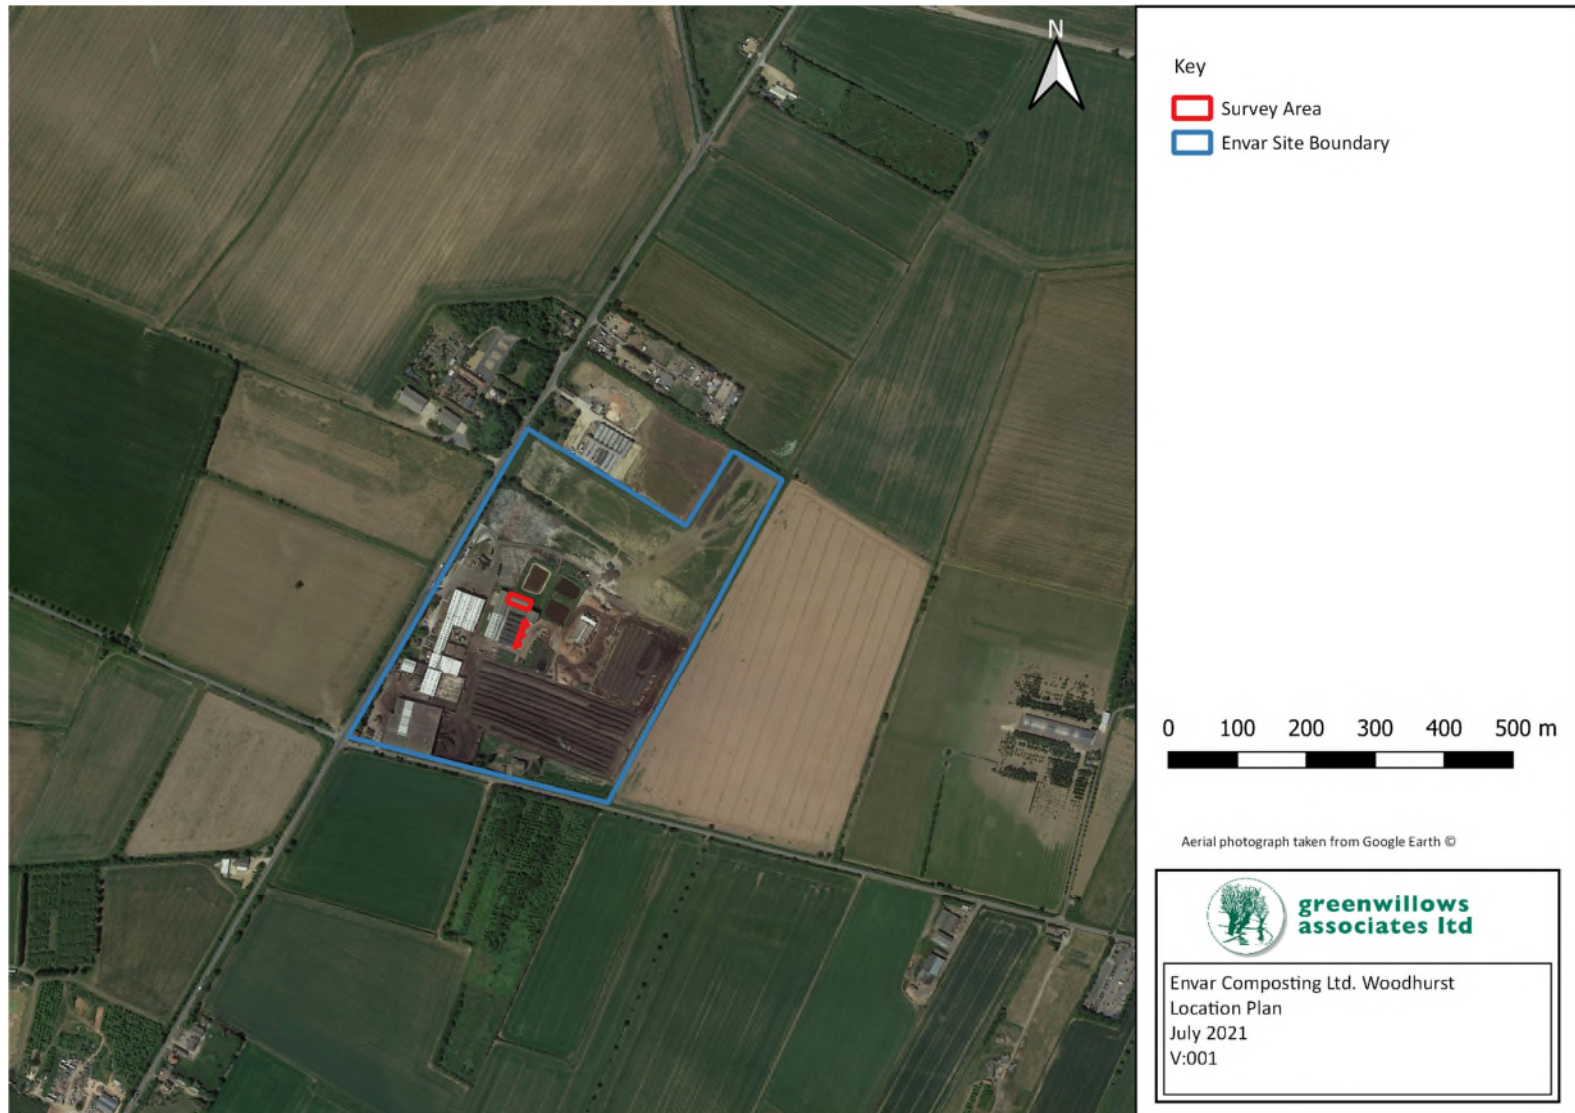 N
Key
Survey Area
Envar Site Boundary
0 100 200 300 400 500 m
Aerial photograph taken from Google Earth ©
greenwillows
associates ltd
Envar Composting Ltd. Woodhurst
Location Plan
July 2021
V:001